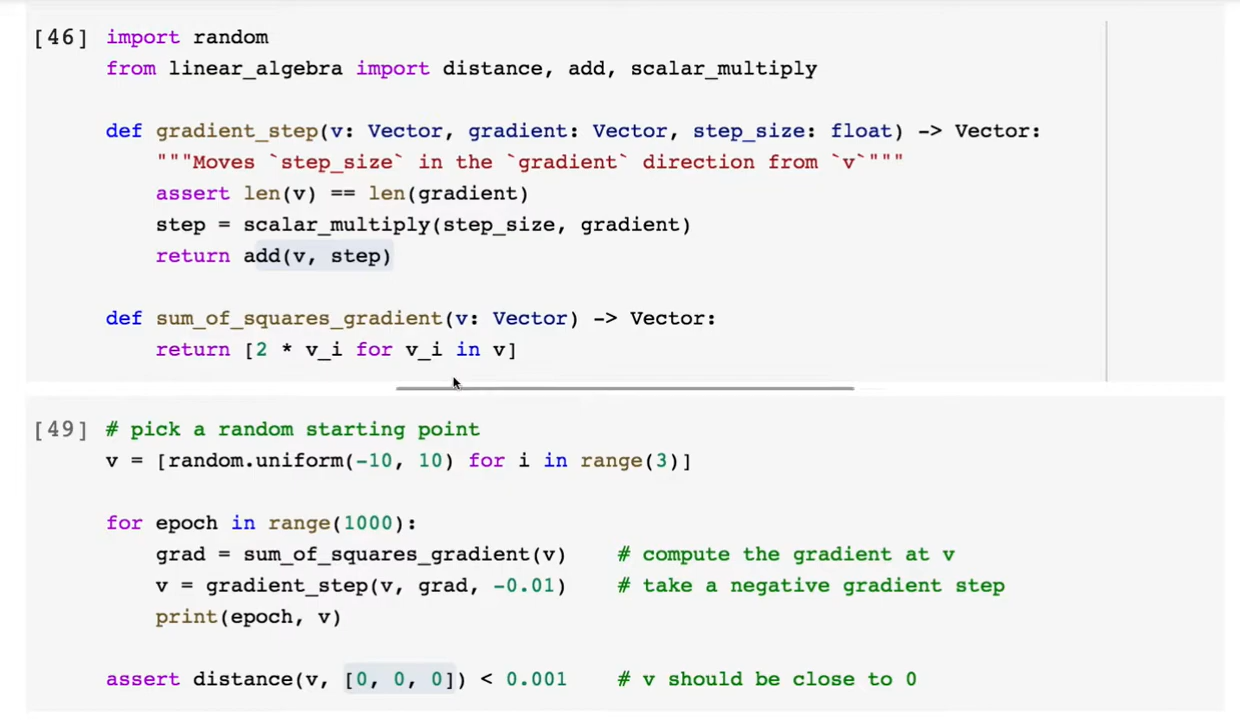 [46] import random
from linear_algebra import distance, add, scalar_multiply
def gradient_step(v: Vector, gradient: Vector, step_size: float) -> Vector:
"""Moves `step_size` in the `gradient` direction from `v`"""
assert len(v) == len(gradient)
step = scalar_multiply(step_size, gradient)
return add(v, step)
def sum_of_squares_gradient(v: Vector) -> Vector:
return [2 * v_i for v_i in v]
[49] # pick a random starting point
v = [random.uniform(-10, 10) for i in range(3)]
for epoch in range(1000):
grad = sum_of_squares_gradient(v) # compute the gradient at v
v = gradient_step(v, grad, -0.01) # take a negative gradient step
print(epoch, v)
assert distance(v, [0, 0, 0]) < 0.001 # v should be close to 0